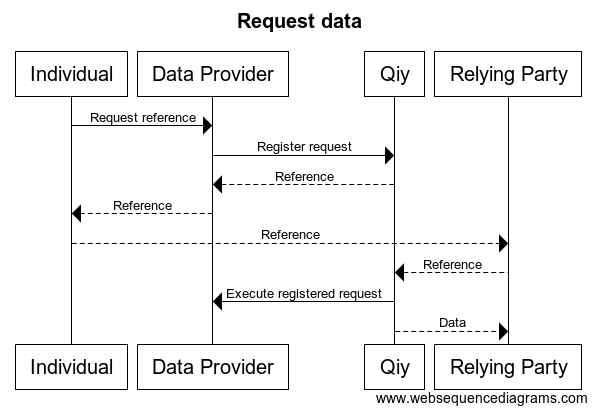 Request data
Individual
Data Provider
Qiy
Relying Party
Request reference
Register request
Reference
Reference
Reference
Reference
Execute registered request
Data
Individual
Data Provider
Qiy
Relying Party
www.websequencediagrams.com